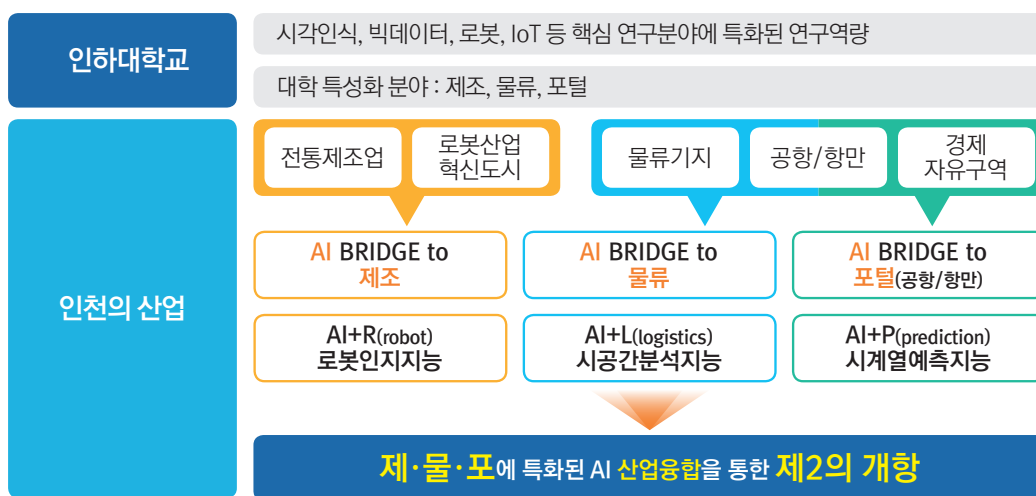 인하대학교
시각인식, 빅데이터, 로봇, IoT 등 핵심 연구분야에 특화된 연구역량
대학 특성화 분야 : 제조, 물류, 포털
인천의 산업
전통제조업
로봇산업
혁신도시
물류기지
공항/항만
경제
자유구역
AI BRIDGE to
제조
AI BRIDGE to
물류
AI BRIDGE to
포털(공항/항만)
AI+R(robot)
로봇인지지능
AI+L(logistics)
시공간분석지능
AI+P(prediction)
시계열예측지능
제·물·포에 특화된 AI 산업융합을 통한 제2의 개항